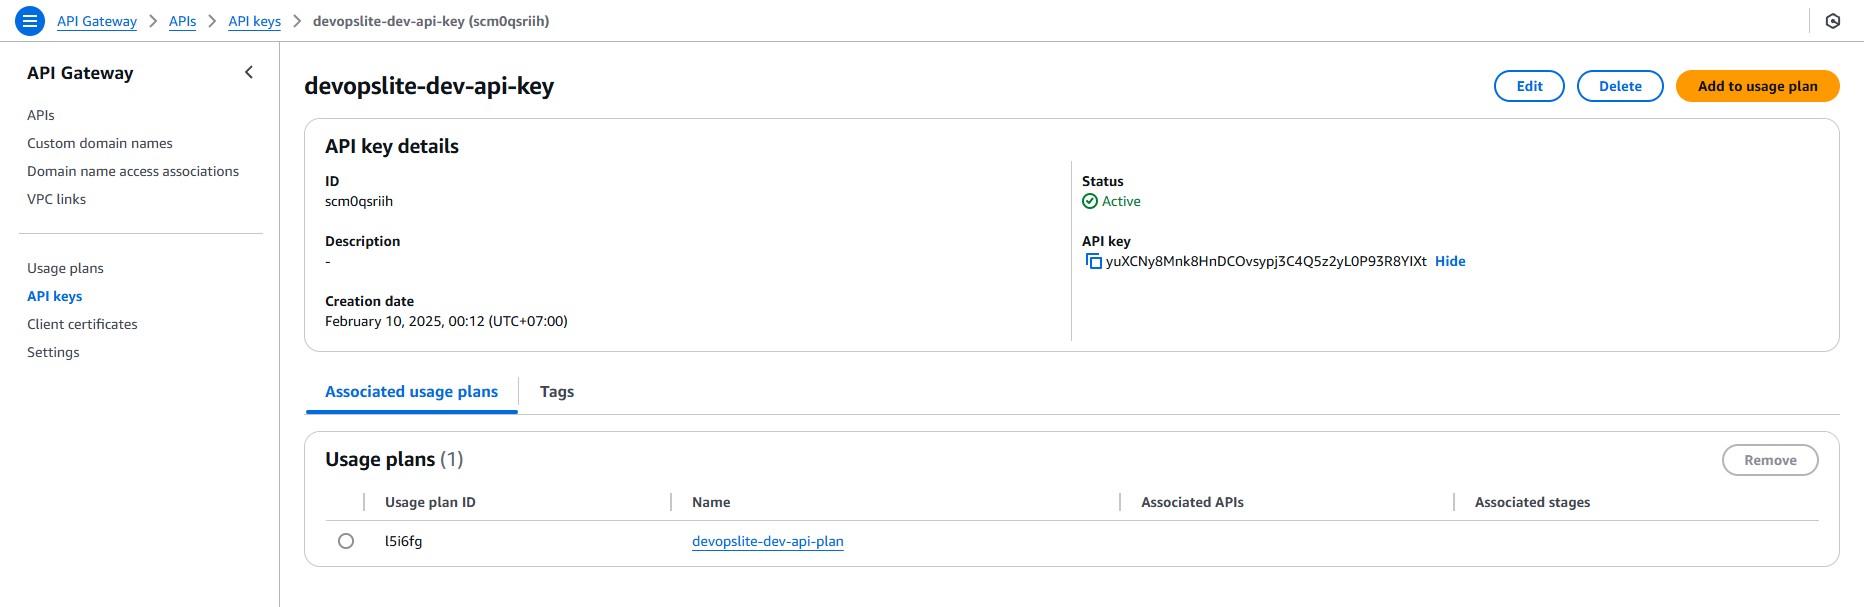 API Gateway > APIs > API keys > devopslite-dev-api-key (scm0qsriih)
API Gateway
APIs
Custom domain names
Domain name access associations
VPC links
Usage plans
API keys
Client certificates
Settings
devopslite-dev-api-key
Edit
Delete
Add to usage plan
API key details
ID
scm0qsriih
Description
-
Creation date
February 10, 2025, 00:12 (UTC+07:00)
Status
Active
API key
yuXCNy8Mnk8HnDCOvsypj3C4Q5z2yL0P93R8YIXt Hide
Associated usage plans
Tags
Usage plans (1)
Remove
Usage plan ID Name Associated APIs Associated stages
l5i6fg devopslite-dev-api-plan